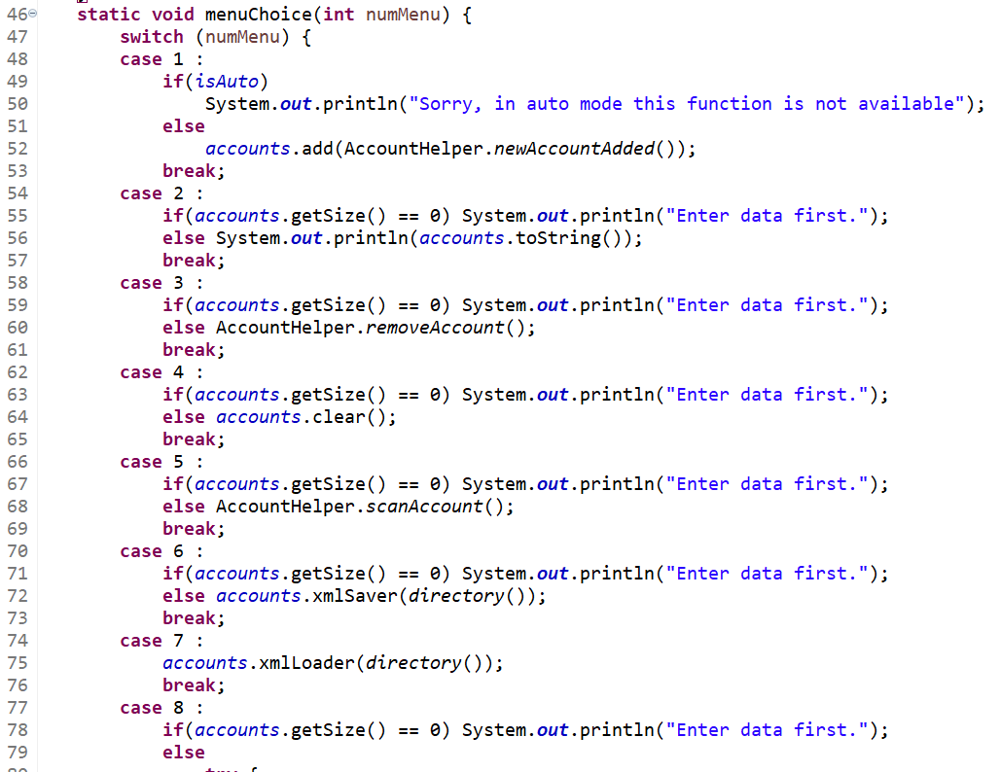 46 static void menuChoice(int numMenu) {
47 switch (numMenu) {
48 case 1 :
49 if(isAuto)
50 System.out.println("Sorry, in auto mode this function is not available");
51 else
52 accounts.add(AccountHelper.newAccountAdded());
53 break;
54 case 2 :
55 if(accounts.getSize() == 0) System.out.println("Enter data first.");
56 else System.out.println(accounts.toString());
57 break;
58 case 3 :
59 if(accounts.getSize() == 0) System.out.println("Enter data first.");
60 else AccountHelper.removeAccount();
61 break;
62 case 4 :
63 if(accounts.getSize() == 0) System.out.println("Enter data first.");
64 else accounts.clear();
65 break;
66 case 5 :
67 if(accounts.getSize() == 0) System.out.println("Enter data first.");
68 else AccountHelper.scanAccount();
69 break;
70 case 6 :
71 if(accounts.getSize() == 0) System.out.println("Enter data first.");
72 else accounts.xmlSaver(directory());
73 break;
74 case 7 :
75 accounts.xmlLoader(directory());
76 break;
77 case 8 :
78 if(accounts.getSize() == 0) System.out.println("Enter data first.");
79 else